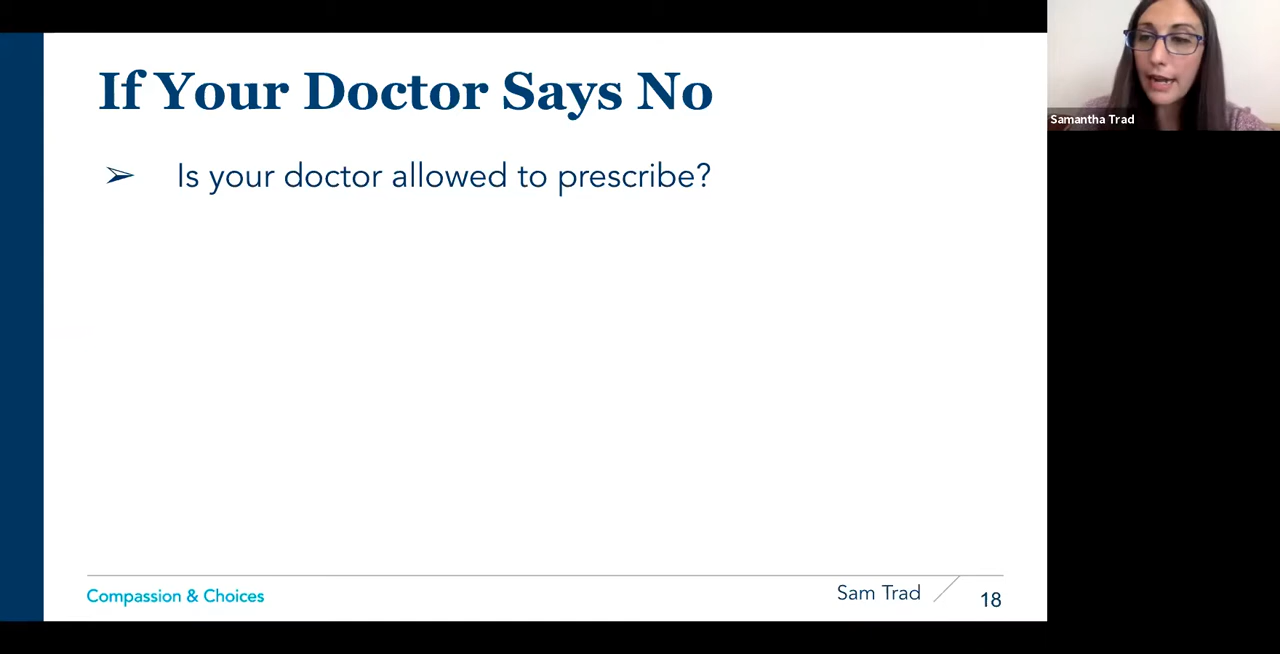 If Your Doctor Says No
➢ Is your doctor allowed to prescribe?
Samantha Trad
Compassion & Choices
Sam Trad
18